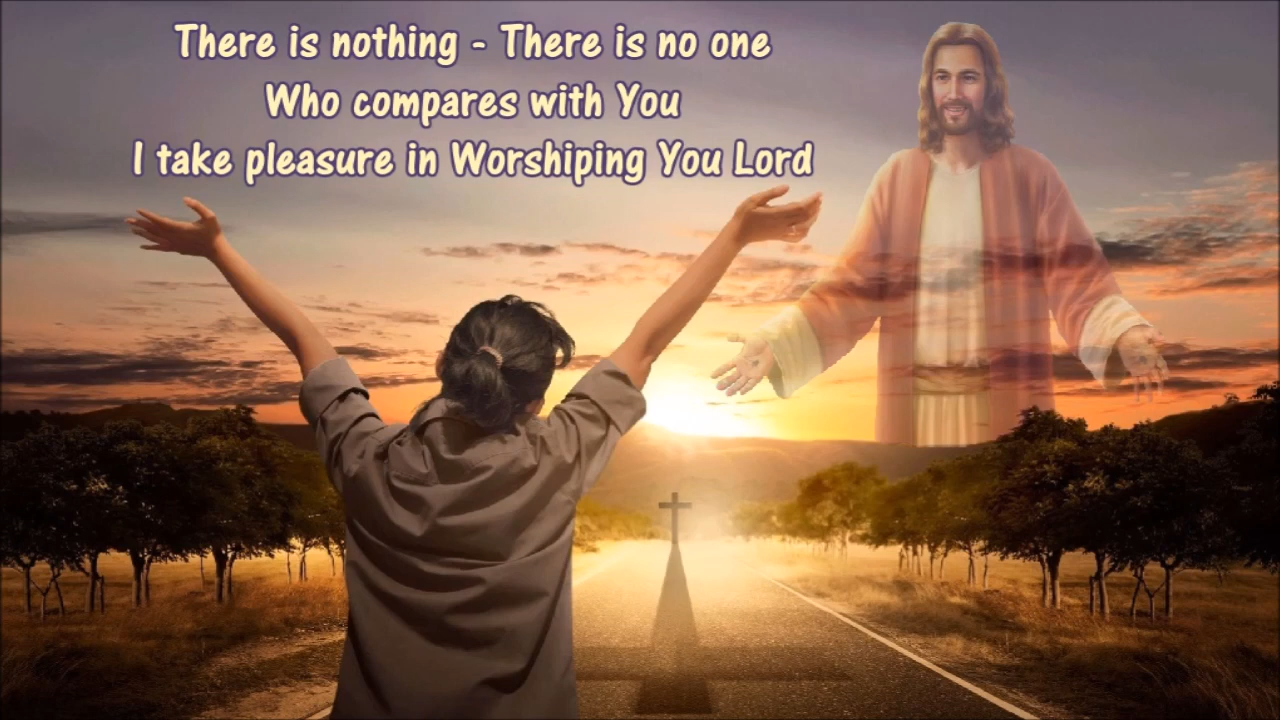 There is nothing - There is no one
Who compares with You
I take pleasure in Worshiping You Lord